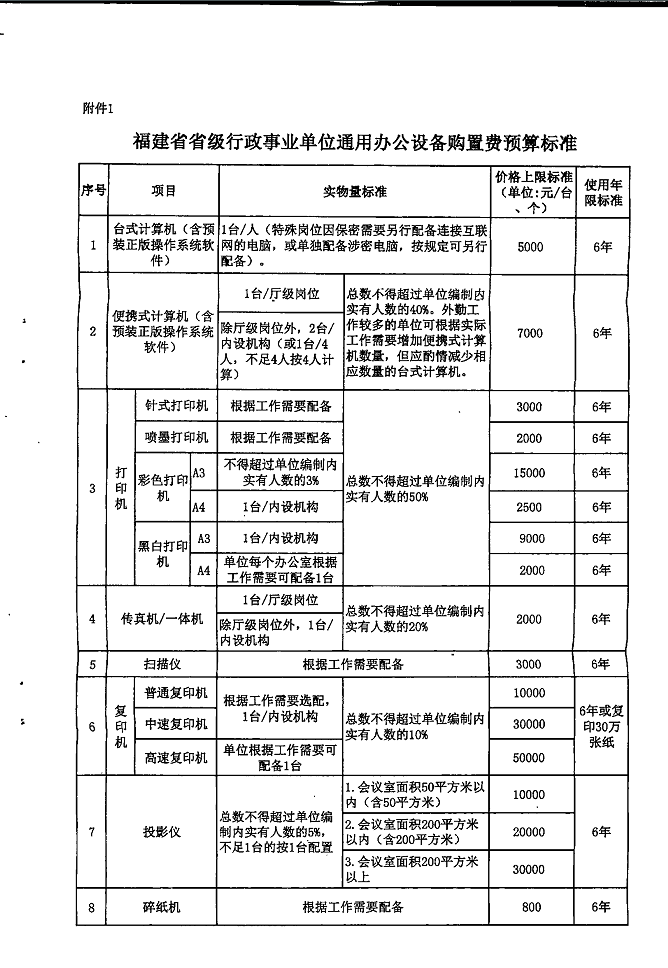 附件1
福建省省级行政事业单位通用办公设备购置费预算标准
序号 项目 实物量标准 价格上限标准（单位:元/台、个） 使用年限标准
1 台式计算机（含预装正版操作系统软件） 1台/人（特殊岗位因保密需要另行配备连接互联网的电脑，或单独配备涉密电脑，按规定可另行配备）。 5000 6年
2 便携式计算机（含预装正版操作系统软件） 1台/厅级岗位 总数不得超过单位编制内实有人数的40%。外勤工作较多的单位可根据实际工作需要增加便携式计算机数量，但应酌情减少相应数量的台式计算机。 7000 6年
除厅级岗位外，2台/内设机构（或1台/4人，不足4人按4人计算）
3 打印机 针式打印机 根据工作需要配备 总数不得超过单位编制内实有人数的50% 3000 6年
喷墨打印机 根据工作需要配备 2000 6年
彩色打印机 A3 不得超过单位编制内实有人数的3% 15000 6年
A4 1台/内设机构 2500 6年
黑白打印机 A3 1台/内设机构 9000 6年
A4 单位每个办公室根据工作需要可配备1台 2000 6年
4 传真机/一体机 1台/厅级岗位 总数不得超过单位编制内实有人数的20% 2000 6年
除厅级岗位外，1台/内设机构
5 扫描仪 根据工作需要配备 3000 6年
6 复印机 普通复印机 根据工作需要选配，1台/内设机构 总数不得超过单位编制内实有人数的10% 10000 6年或复印30万张纸
中速复印机 30000
高速复印机 单位根据工作需要可配备1台 50000
7 投影仪 总数不得超过单位编制内实有人数的5%，不足1台的按1台配置 1.会议室面积50平方米以内（含50平方米） 10000 6年
2.会议室面积200平方米以内（含200平方米） 20000
3.会议室面积200平方米以上 30000
8 碎纸机 根据工作需要配备 800 6年